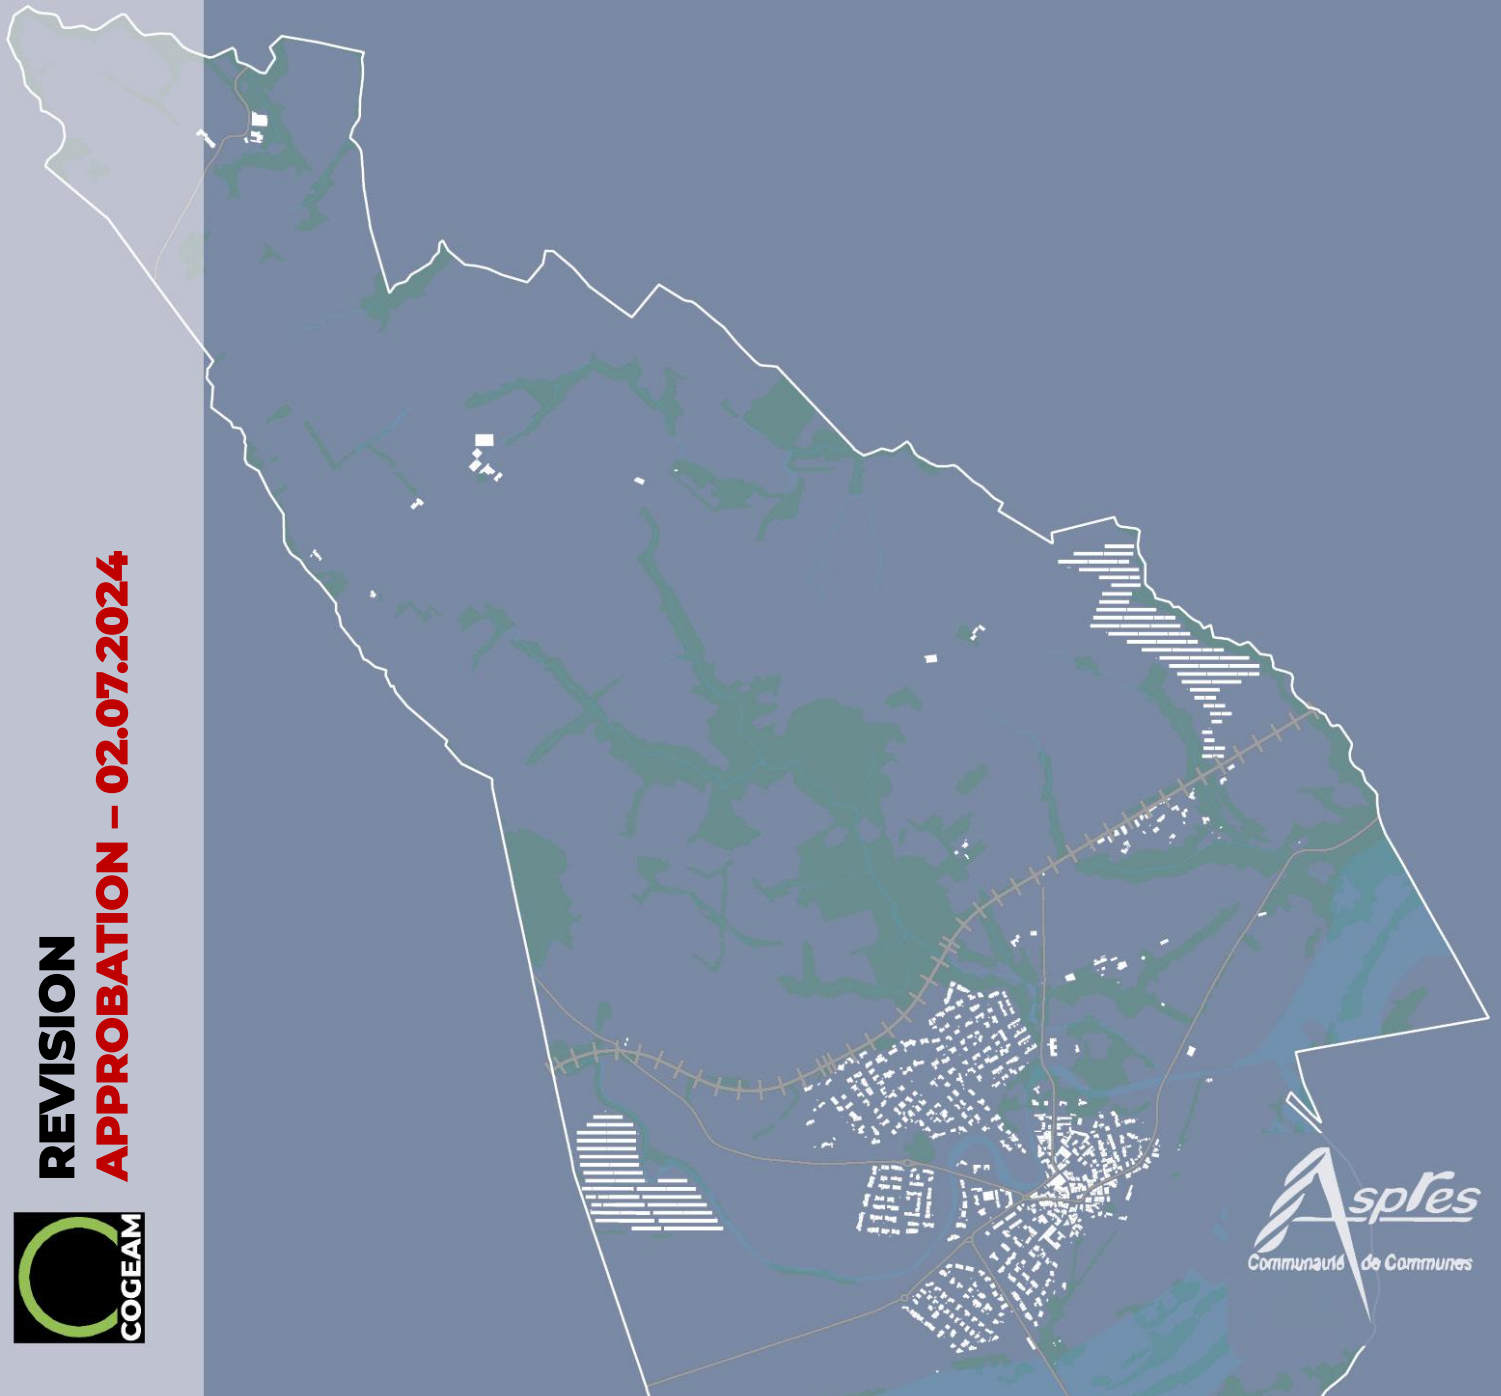 REVISION
APPROBATION – 02.07.2024
COGEAM
Aspres
Communauté de Communes